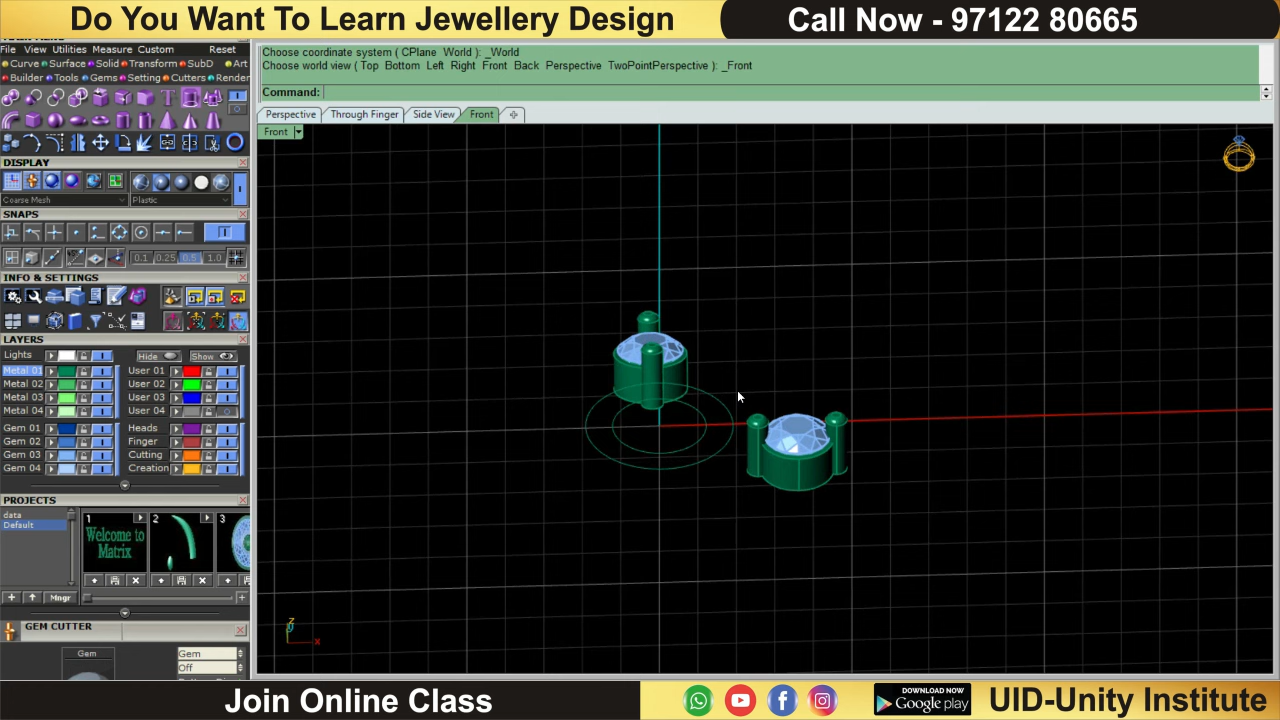 Do You Want To Learn Jewellery Design
Call Now - 97122 80665
File View Utilities Measure Custom Reset
Curve Surface Solid Transform SubD Art
Builder Tools Gems Setting Cutters Render
DISPLAY
Coarse Mesh
Plastic
SNAPS
0.1 0.25 0.5 1.0
INFO & SETTINGS
LAYERS
Lights Hide Show
Metal 01 User 01
Metal 02 User 02
Metal 03 User 03
Metal 04 User 04
Gem 01 Heads
Gem 02 Finger
Gem 03 Cutting
Gem 04 Creation
PROJECTS
data
Default
1 2 3
Welcome to
Matrix
Mngr
GEM CUTTER
Gem Gem
Off
Choose coordinate system ( CPlane World ): _World
Choose world view ( Top Bottom Left Right Front Back Perspective TwoPointPerspective ): _Front
Command:
Perspective Through Finger Side View Front
Front
z
x
Join Online Class
DOWNLOAD NOW
Google play
UID-Unity Institute